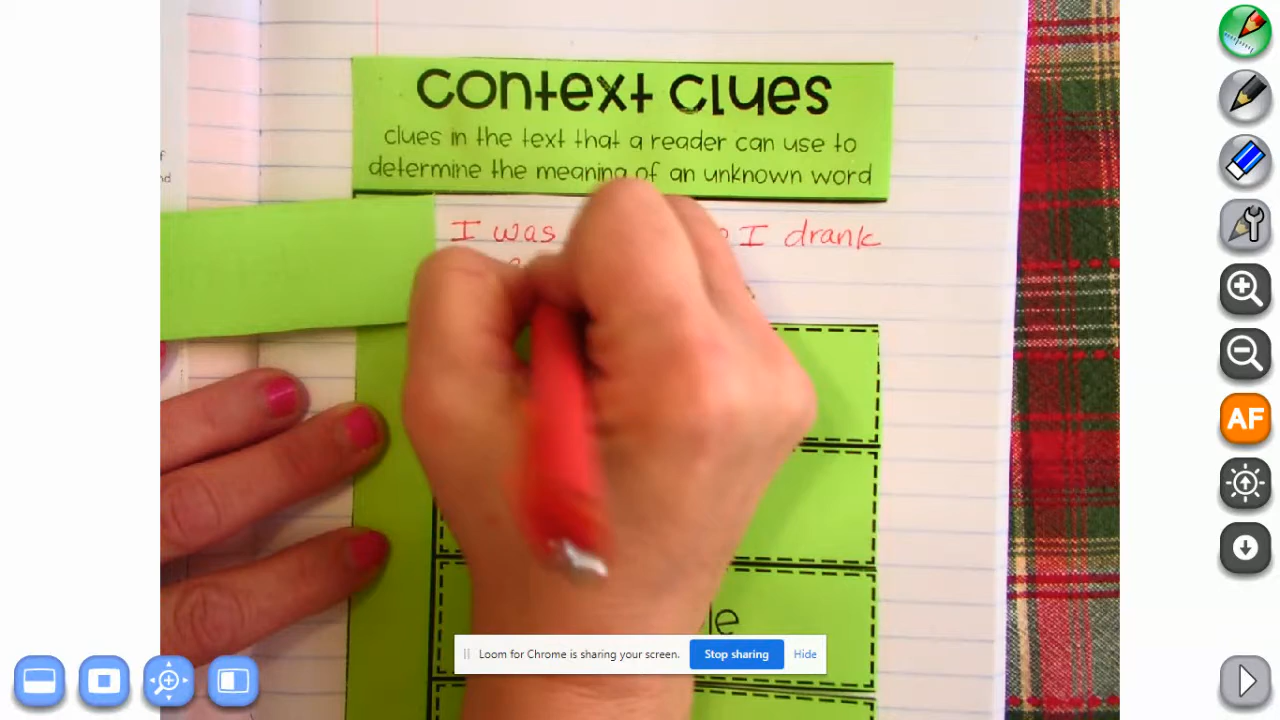 context clues
clues in the text that a reader can use to
determine the meaning of an unknown word
I was I drank
Loom for Chrome is sharing your screen. Stop sharing Hide
AF